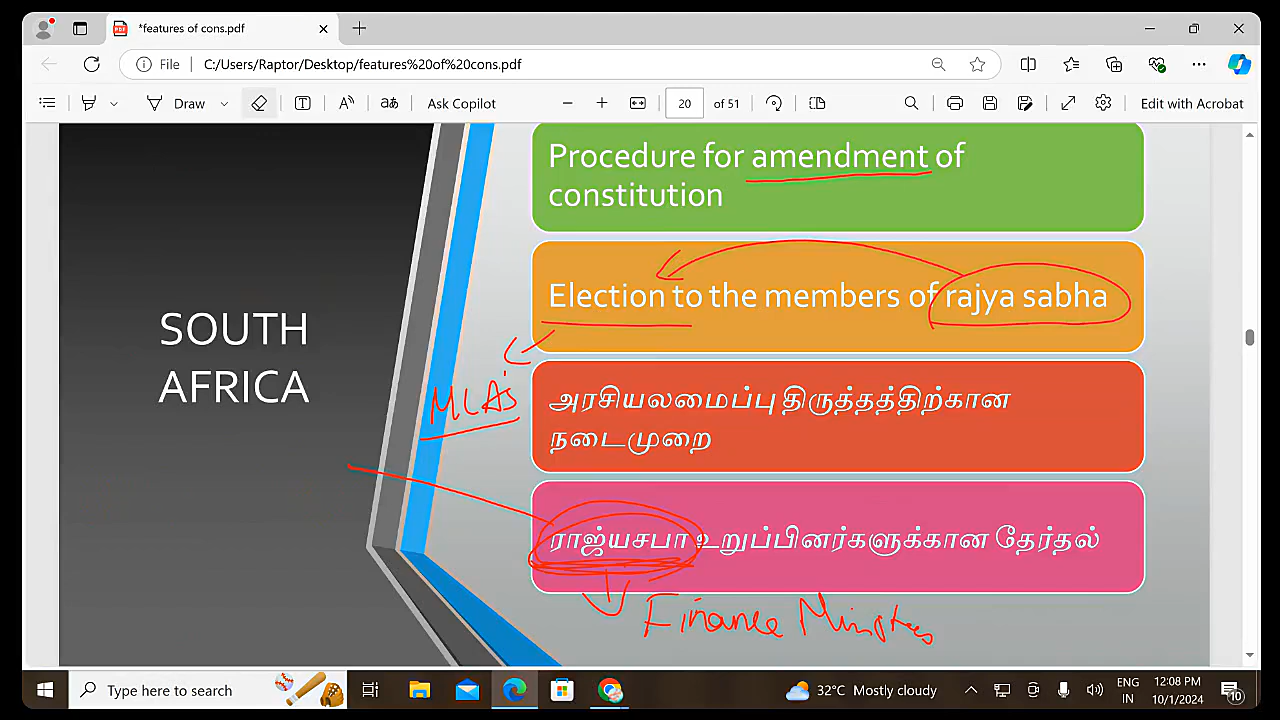 *features of cons.pdf
File
C:/Users/Raptor/Desktop/features%20of%20cons.pdf
Draw
Ask Copilot
20
of 51
Edit with Acrobat
Procedure for amendment of
constitution
Election to the members of rajya sabha
SOUTH
AFRICA
MLA's
அரசியலமைப்பு திருத்தத்திற்கான
நடைமுறை
ராஜ்யசபா உறுப்பினர்களுக்கான தேர்தல்
Finance
Type here to search
32°C Mostly cloudy
ENG
IN
12:08 PM
10/1/2024
10